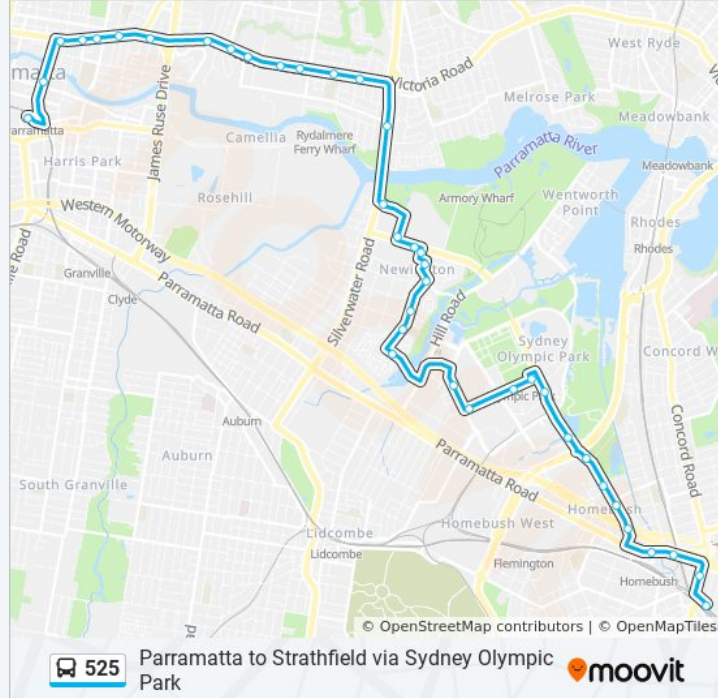 West Ryde
Victoria Road
Melrose Park
Meadowbank
matta
James Ruse Drive
Parramatta
Camellia
Rydalmere
Ferry Wharf
Parramatta River
Meadowbank
Harris Park
Rosehill
Armory Wharf
Wentworth
Point
Rhodes
Rhodes
Western Motorway
Newington
Granville
Clyde
Parramatta Road
Silverwater Road
Hill Road
Sydney
Olympic Park
Concord W
Auburn
Auburn
Concord Road
Parramatta Road
South Granville
Homebush
Homebush West
Lidcombe
Lidcombe
Flemington
Homebush
© OpenStreetMap contributors | © OpenMapTiles
525
Parramatta to Strathfield via Sydney Olympic
Park
moovit